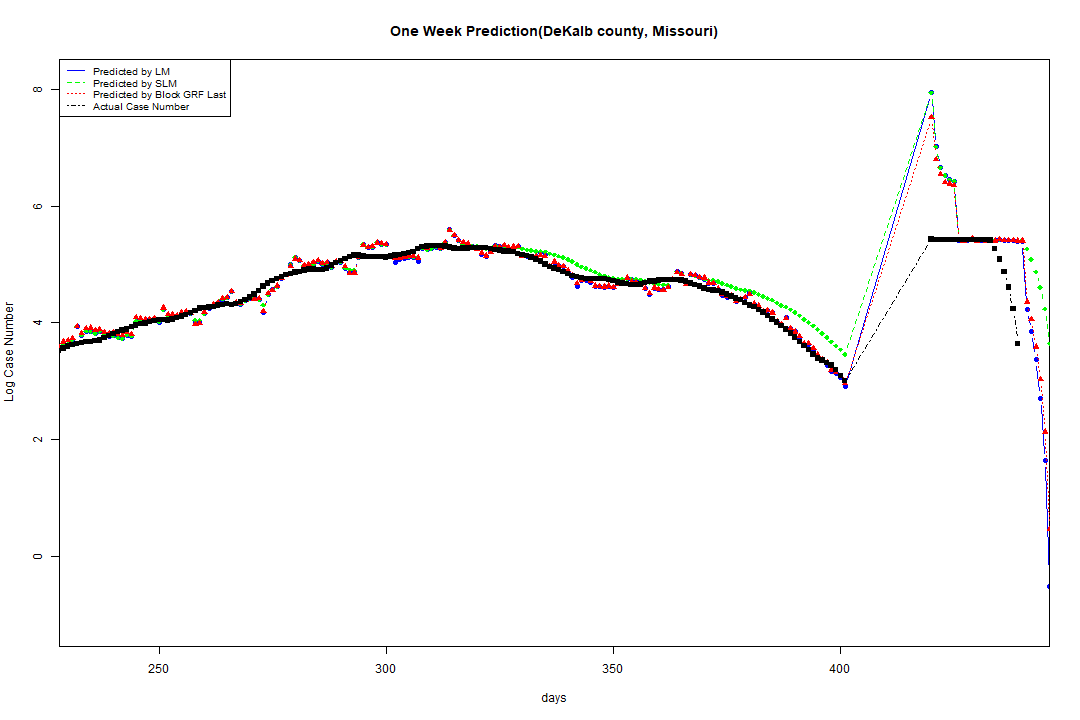 One Week Prediction(DeKalb county, Missouri)
Predicted by LM
Predicted by SLM
Predicted by Block GRF Last
Actual Case Number
8
6
4
2
0
Log Case Number
250
300
350
400
days